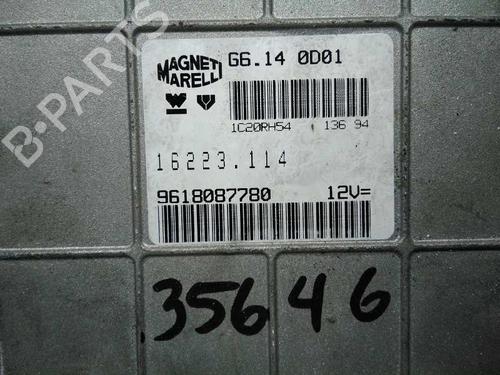 B-PARTS
MAGNETI MARELLI G6.14 0D01
1C20RH54 136 94
16223.114
9618087780 12V=
35646